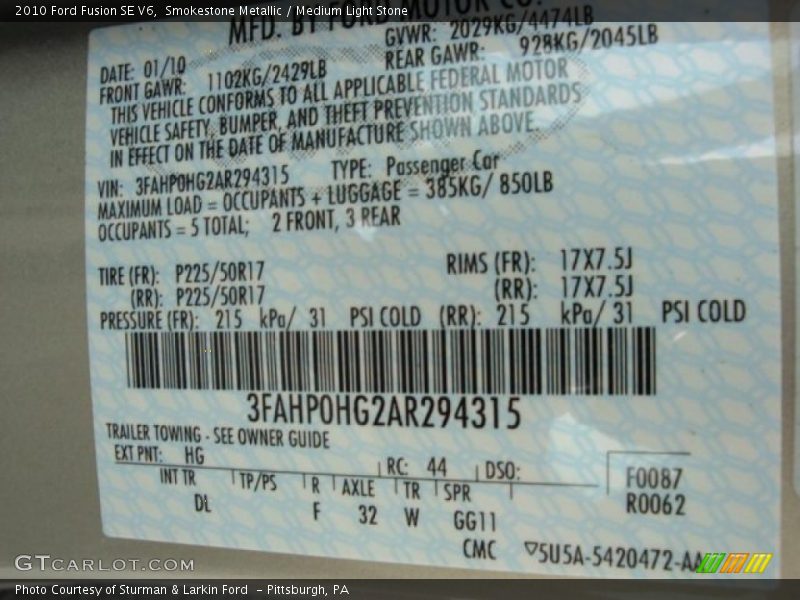 2010 Ford Fusion SE V6,  Smokestone Metallic / Medium Light Stone
MFD. BY FORD MOTOR CO.
DATE: 01/10 GVWR: 2029KG/4474LB
FRONT GAWR: 1102KG/2429LB REAR GAWR: 928KG/2045LB
THIS VEHICLE CONFORMS TO ALL APPLICABLE FEDERAL MOTOR
VEHICLE SAFETY, BUMPER, AND THEFT PREVENTION STANDARDS
IN EFFECT ON THE DATE OF MANUFACTURE SHOWN ABOVE.
VIN: 3FAHP0HG2AR294315 TYPE: Passenger Car
MAXIMUM LOAD = OCCUPANTS + LUGGAGE = 385KG/ 850LB
OCCUPANTS = 5 TOTAL; 2 FRONT, 3 REAR
TIRE (FR): P225/50R17 RIMS (FR): 17X7.5J
(RR): P225/50R17 (RR): 17X7.5J
PRESSURE (FR): 215 kPa/ 31 PSI COLD (RR): 215 kPa/ 31 PSI COLD
3FAHP0HG2AR294315
TRAILER TOWING - SEE OWNER GUIDE
EXT PNT: HG RC: 44 DSO: F0087
INT TR TP/PS R AXLE TR SPR R0062
DL F 32 W GG11
CMC ▽5U5A-5420472-AA
GTCARLOT.COM
Photo Courtesy of Sturman & Larkin Ford  - Pittsburgh, PA